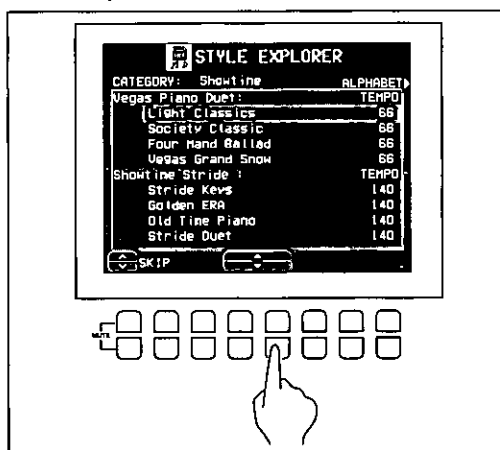 STYLE EXPLORER
CATEGORY: Showtime ALPHABET
Vegas Piano Duet: TEMPO
Light Classics 66
Society Classic 66
Four Hand Ballad 66
Vegas Grand Show 66
Showtime Stride : TEMPO
Stride Keys 140
Golden ERA 140
Old Time Piano 140
Stride Duet 140
SKIP
MUTE